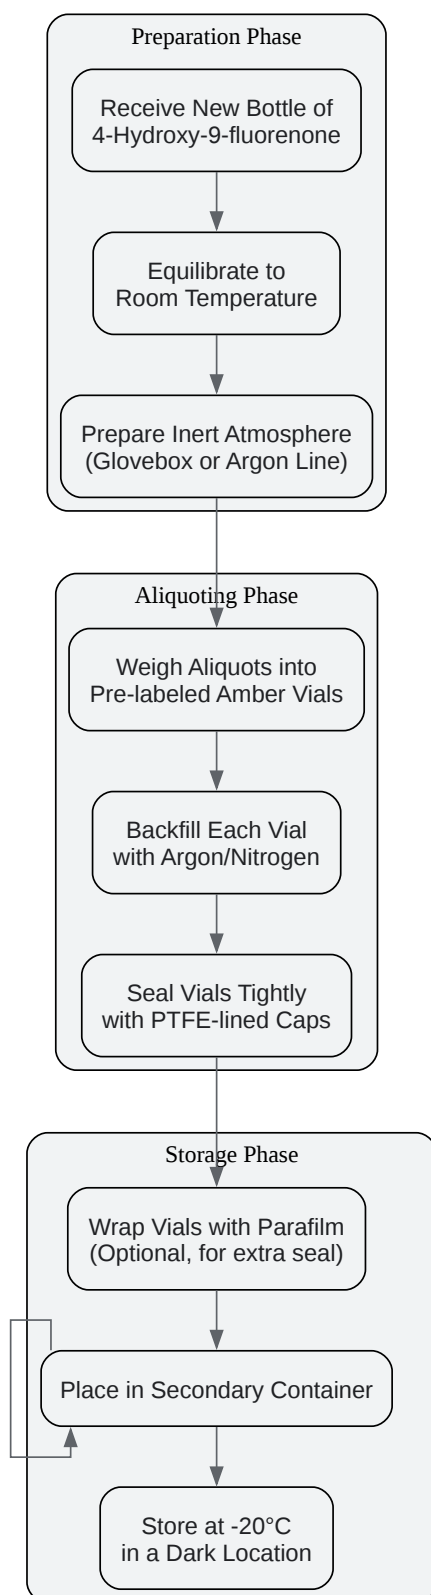 Preparation Phase
Receive New Bottle of
4-Hydroxy-9-fluorenone
Equilibrate to
Room Temperature
Prepare Inert Atmosphere
(Glovebox or Argon Line)
Aliquoting Phase
Weigh Aliquots into
Pre-labeled Amber Vials
Backfill Each Vial
with Argon/Nitrogen
Seal Vials Tightly
with PTFE-lined Caps
Storage Phase
Wrap Vials with Parafilm
(Optional, for extra seal)
Place in Secondary Container
Store at -20°C
in a Dark Location